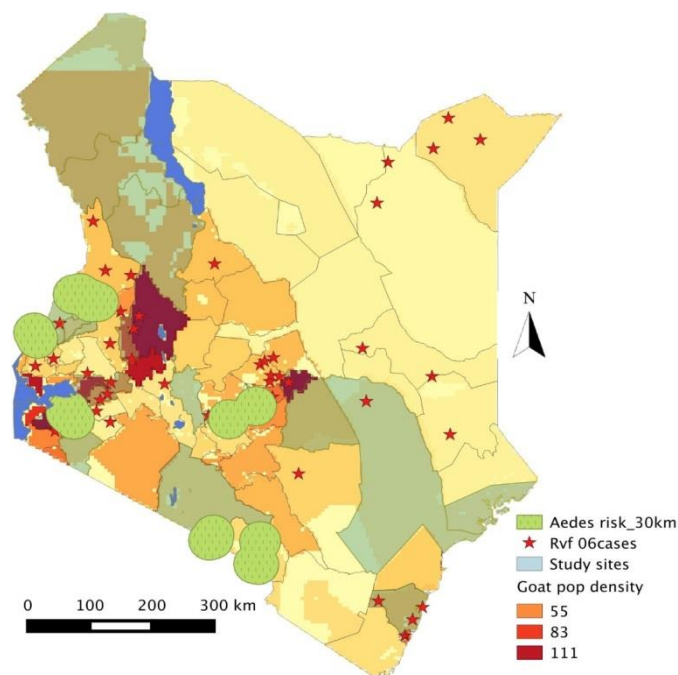 N
Aedes risk_30km
Rvf 06cases
Study sites
Goat pop density
55
83
111
0 100 200 300 km